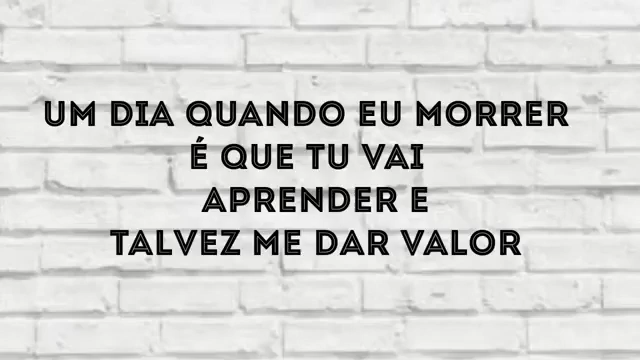 UM DIA QUANDO EU MORRER
É QUE TU VAI
APRENDER E
TALVEZ ME DAR VALOR